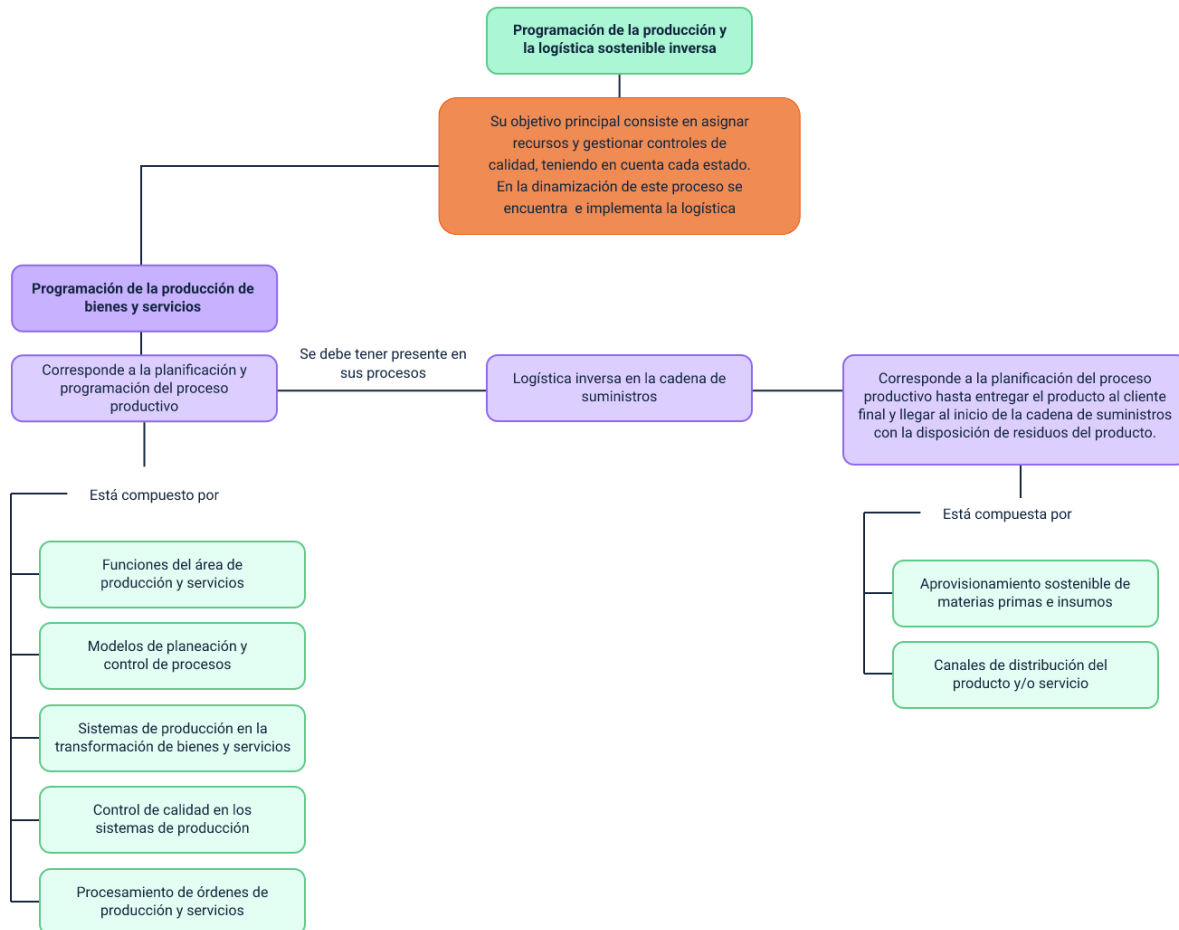 Programación de la producción y
la logística sostenible inversa
Su objetivo principal consiste en asignar
recursos y gestionar controles de
calidad, teniendo en cuenta cada estado.
En la dinamización de este proceso se
encuentra e implementa la logística
Programación de la producción de
bienes y servicios
Corresponde a la planificación y
programación del proceso
productivo
Se debe tener presente en
sus procesos
Logística inversa en la cadena de
suministros
Corresponde a la planificación del proceso
productivo hasta entregar el producto al cliente
final y llegar al inicio de la cadena de suministros
con la disposición de residuos del producto.
Está compuesto por
Funciones del área de
producción y servicios
Modelos de planeación y
control de procesos
Sistemas de producción en la
transformación de bienes y servicios
Control de calidad en los
sistemas de producción
Procesamiento de órdenes de
producción y servicios
Está compuesta por
Aprovisionamiento sostenible de
materias primas e insumos
Canales de distribución del
producto y/o servicio